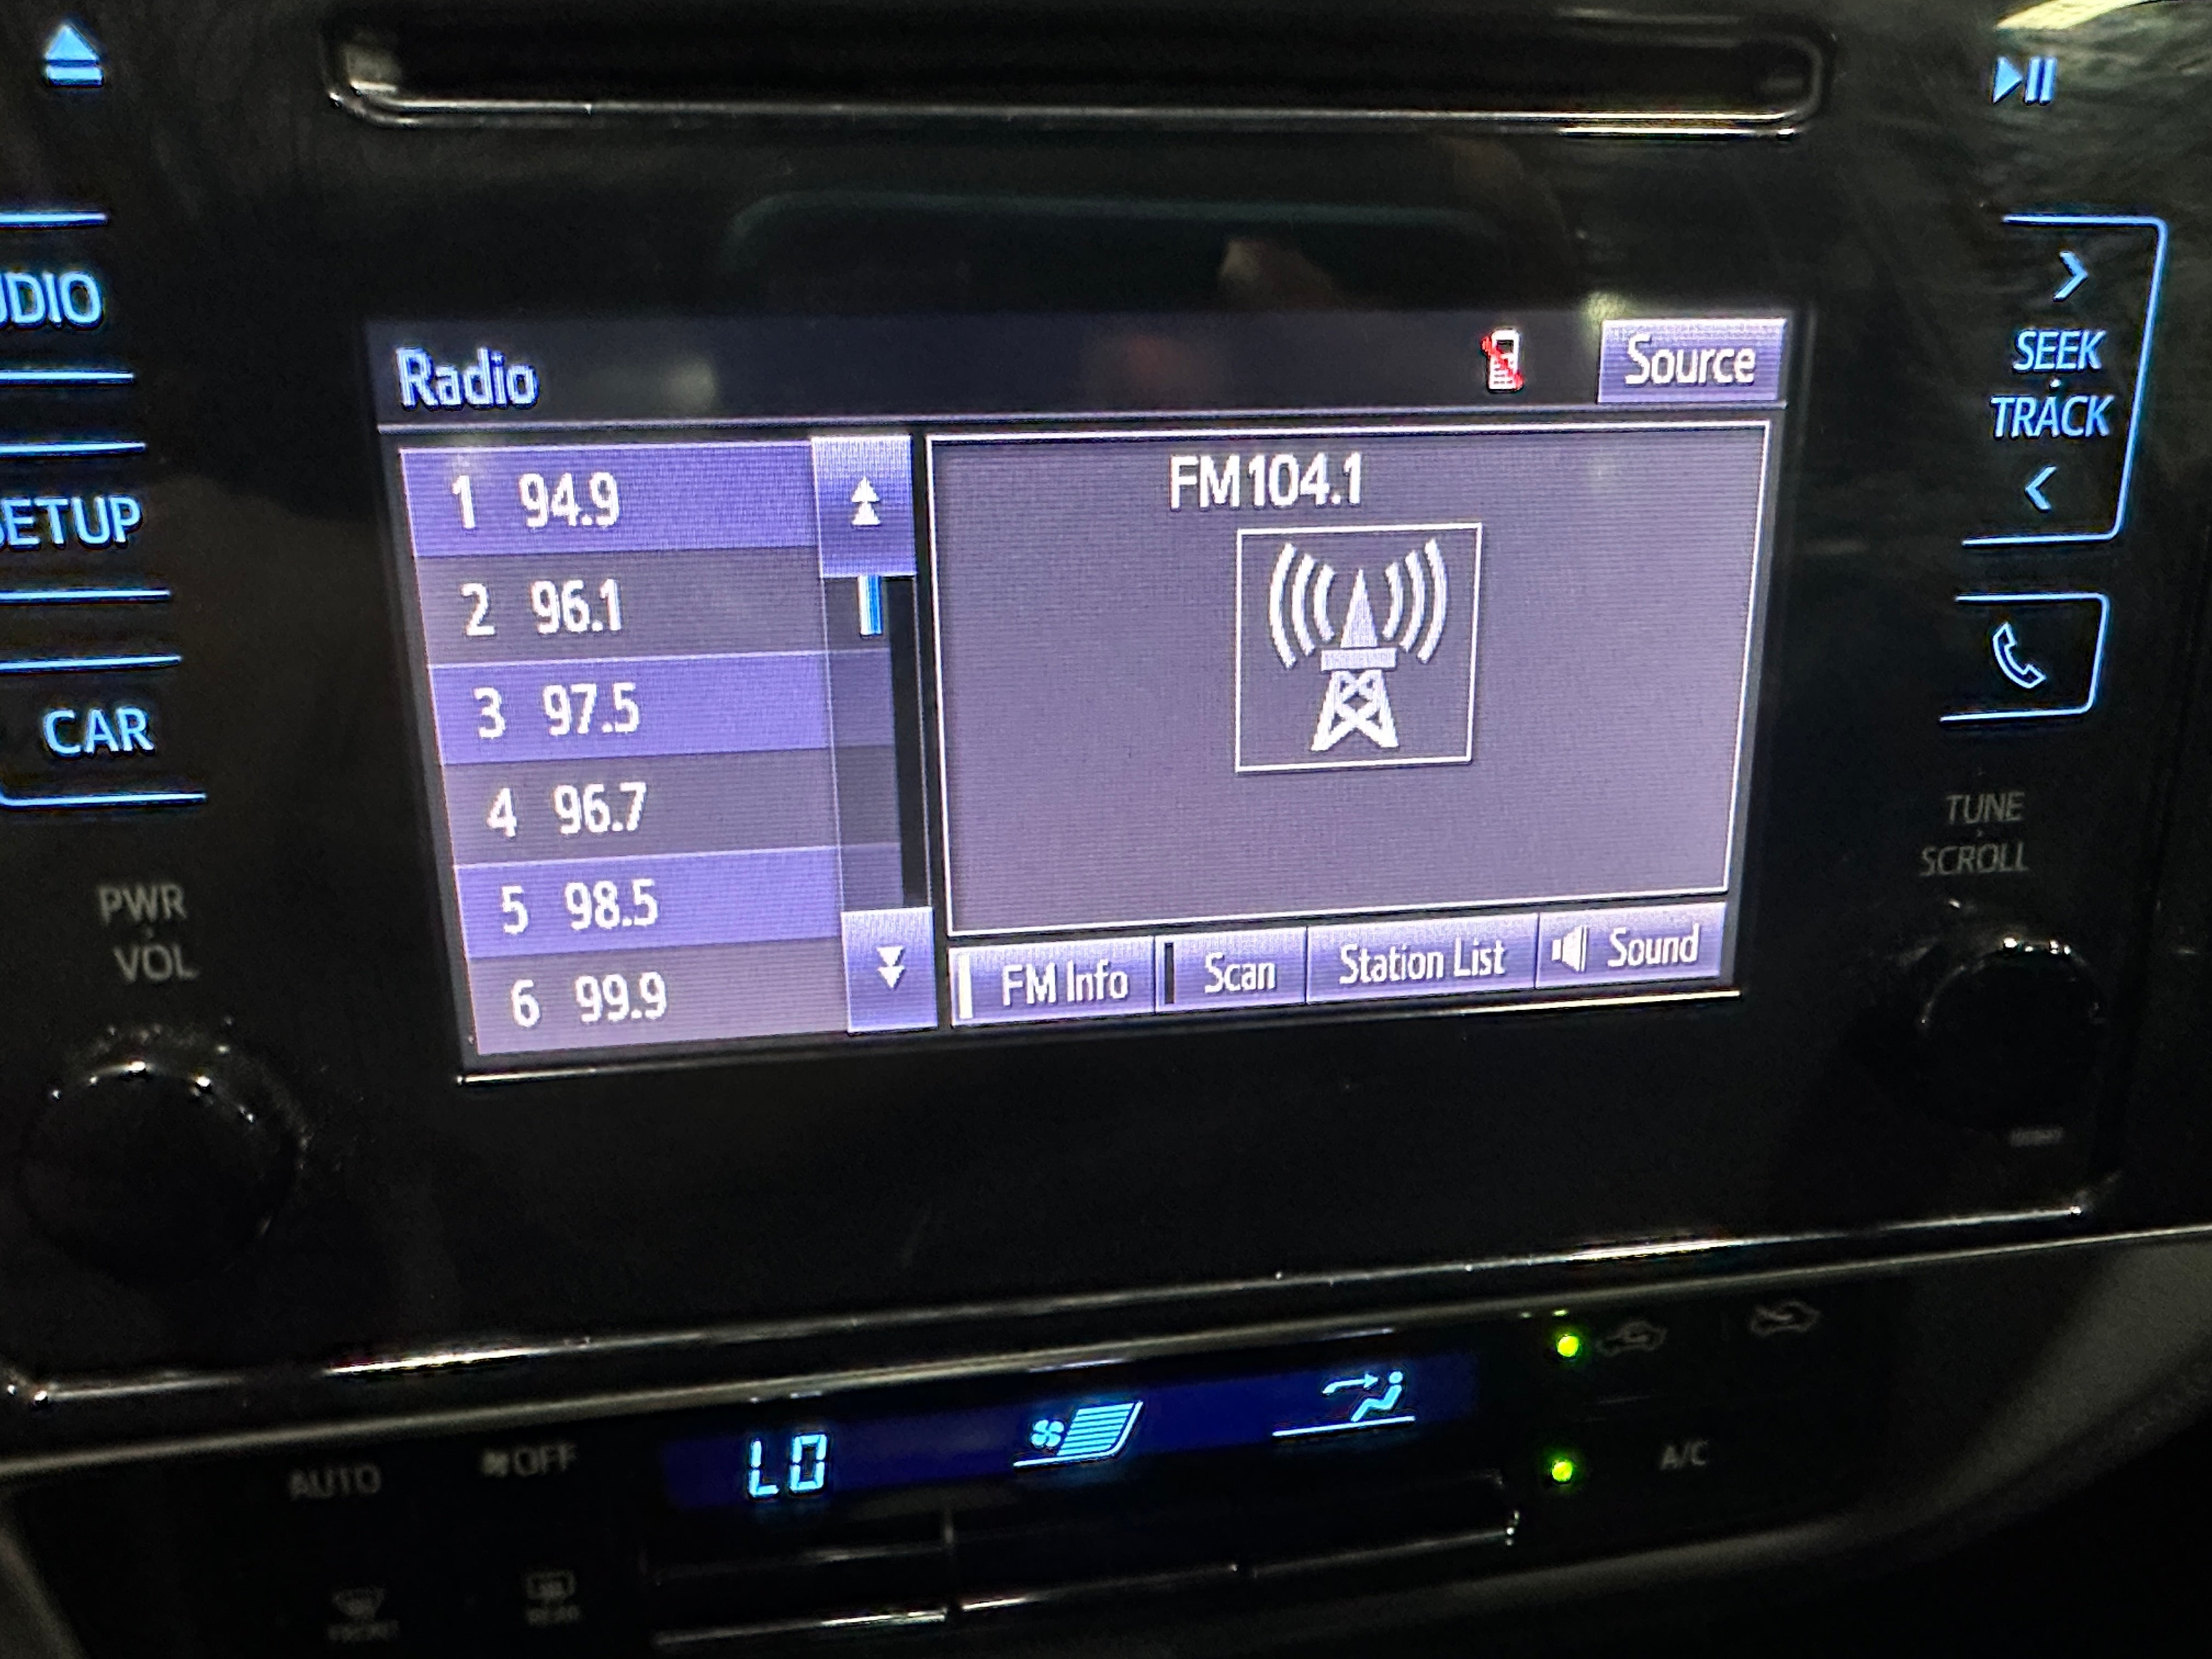 Radio
Source
1 94.9
2 96.1
3 97.5
4 96.7
5 98.5
6 99.9
FM104.1
FM Info
Scan
Station List
Sound
SETUP
CAR
PWR
VOL
SEEK
TRACK
TUNE
SCROLL
AUTO
OFF
LO
A/C
FRONT
REAR